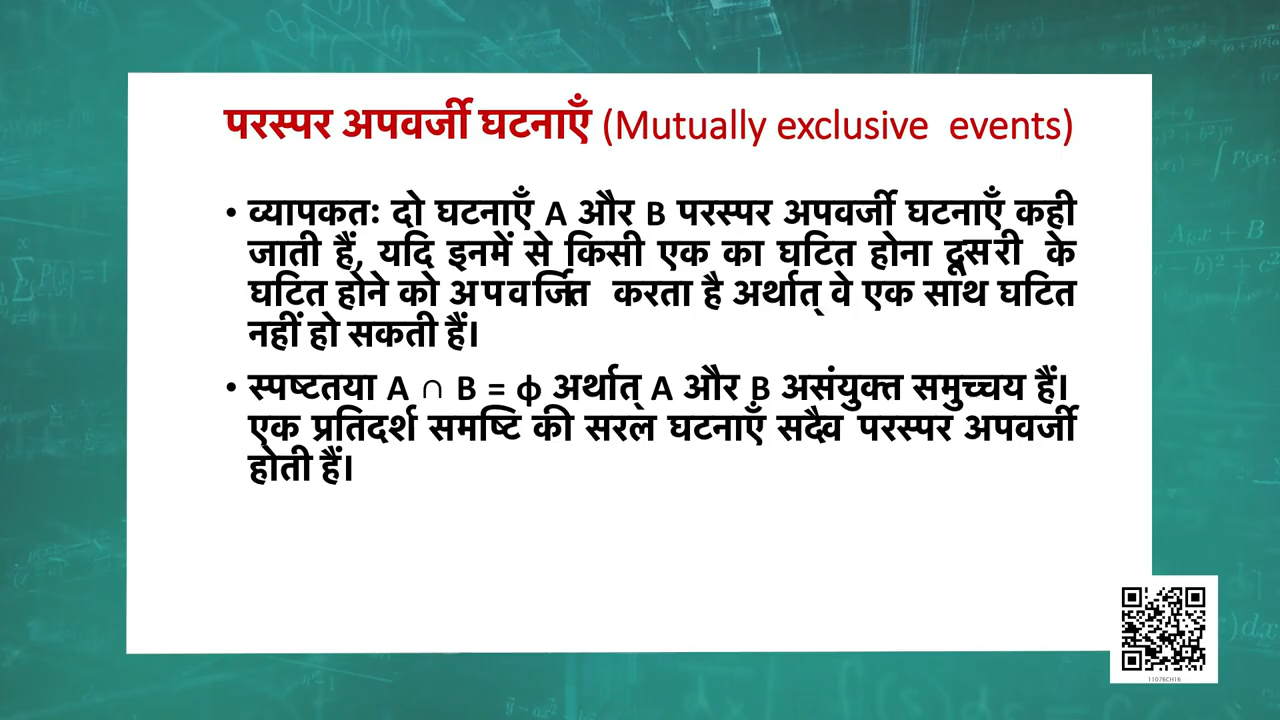 परस्पर अपवर्जी घटनाएँ (Mutually exclusive events)
• व्यापकतः दो घटनाएँ A और B परस्पर अपवर्जी घटनाएँ कही
जाती हैं, यदि इनमें से किसी एक का घटित होना दूसरी के
घटित होने को अपवर्जित करता है अर्थात् वे एक साथ घटित
नहीं हो सकती हैं।
• स्पष्टतया A ∩ B = ϕ अर्थात् A और B असंयुक्त समुच्चय हैं।
एक प्रतिदर्श समष्टि की सरल घटनाएँ सदैव परस्पर अपवर्जी
होती हैं।
11076CH16